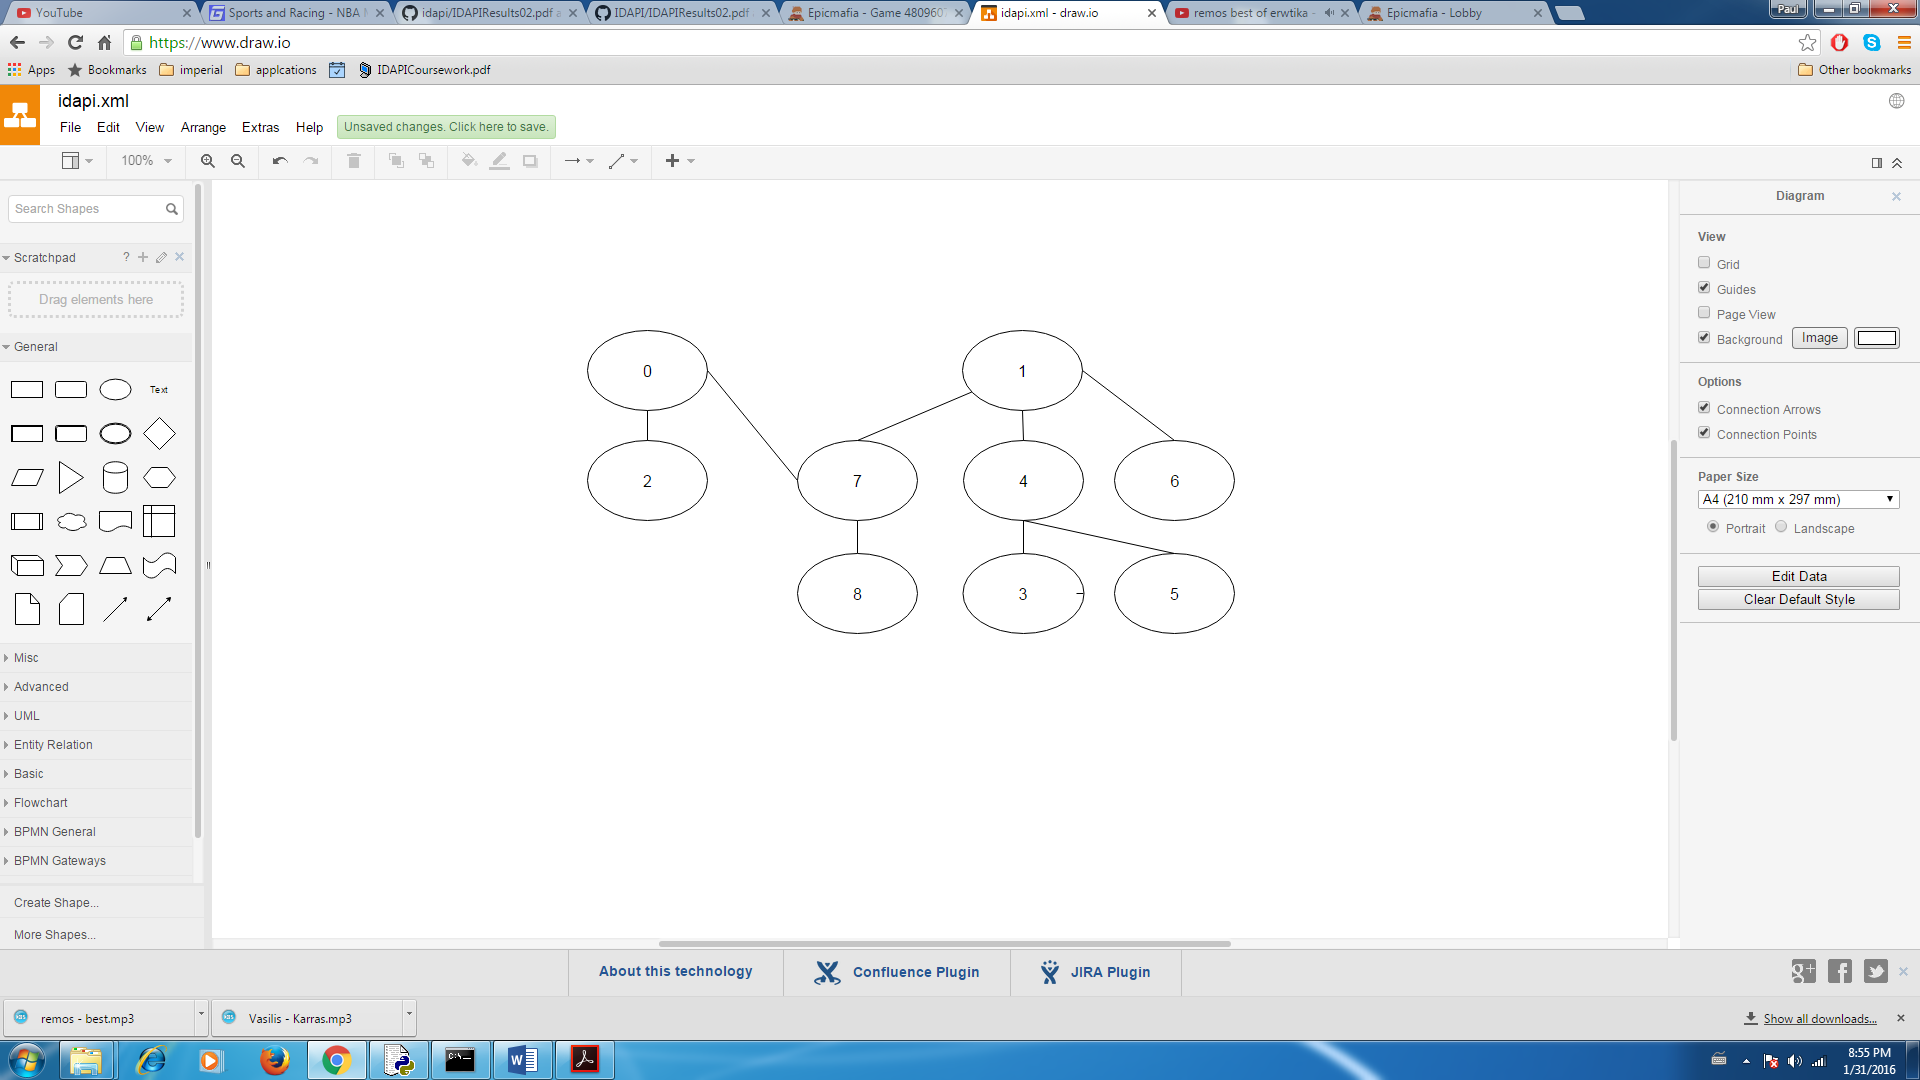 YouTube
Sports and Racing - NBA
idapi/IDAPIResults02.pdf a
IDAPI/IDAPIResults02.pdf
Epicmafia - Game 480960
idapi.xml - draw.io
remos best of erwtika -
Epicmafia - Lobby
Paul
https://www.draw.io
Apps
Bookmarks
imperial
applcations
IDAPICoursework.pdf
Other bookmarks
idapi.xml
File Edit View Arrange Extras Help
Unsaved changes. Click here to save.
100%
Search Shapes
Scratchpad
?
Drag elements here
General
Text
Misc
Advanced
UML
Entity Relation
Basic
Flowchart
BPMN General
BPMN Gateways
Create Shape...
More Shapes...
0
1
2
7
4
6
8
3
5
Diagram
View
Grid
Guides
Page View
Background
Image
Options
Connection Arrows
Connection Points
Paper Size
A4 (210 mm x 297 mm)
Portrait
Landscape
Edit Data
Clear Default Style
About this technology
Confluence Plugin
JIRA Plugin
g+
remos - best.mp3
Vasilis - Karras.mp3
Show all downloads...
C:\_
8:55 PM
1/31/2016